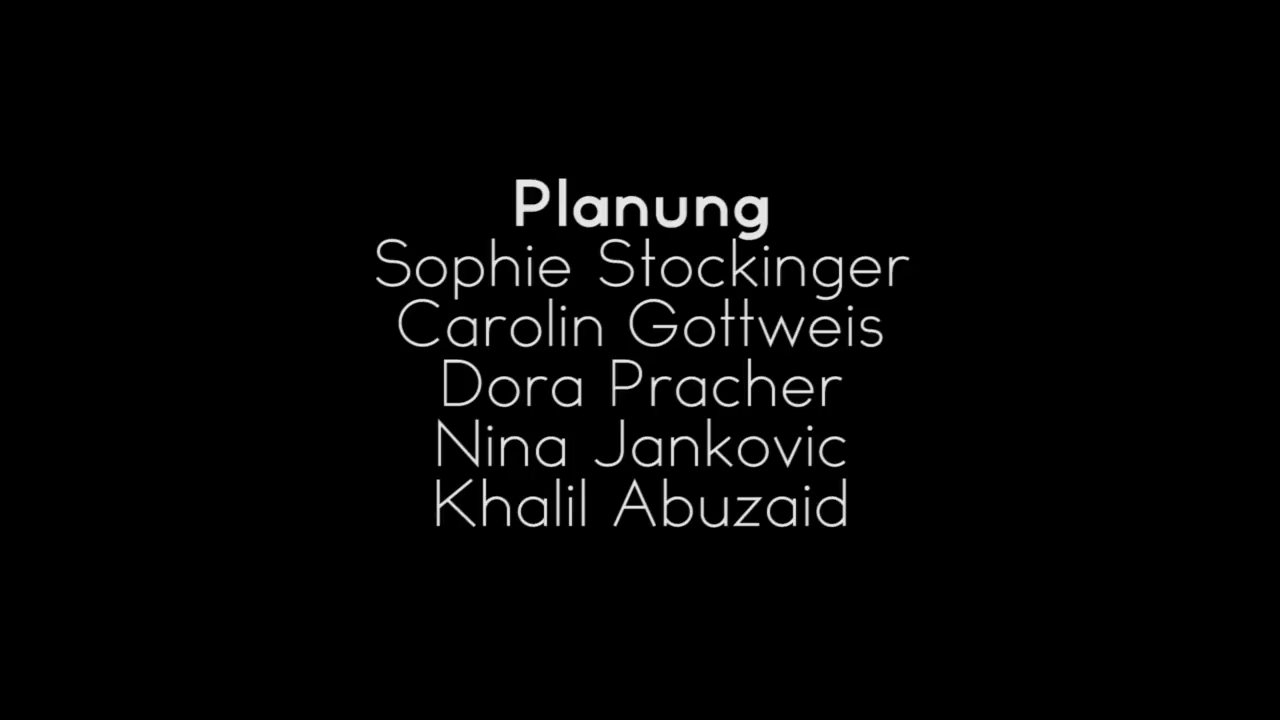 Planung
Sophie Stockinger
Carolin Gottweis
Dora Pracher
Nina Jankovic
Khalil Abuzaid